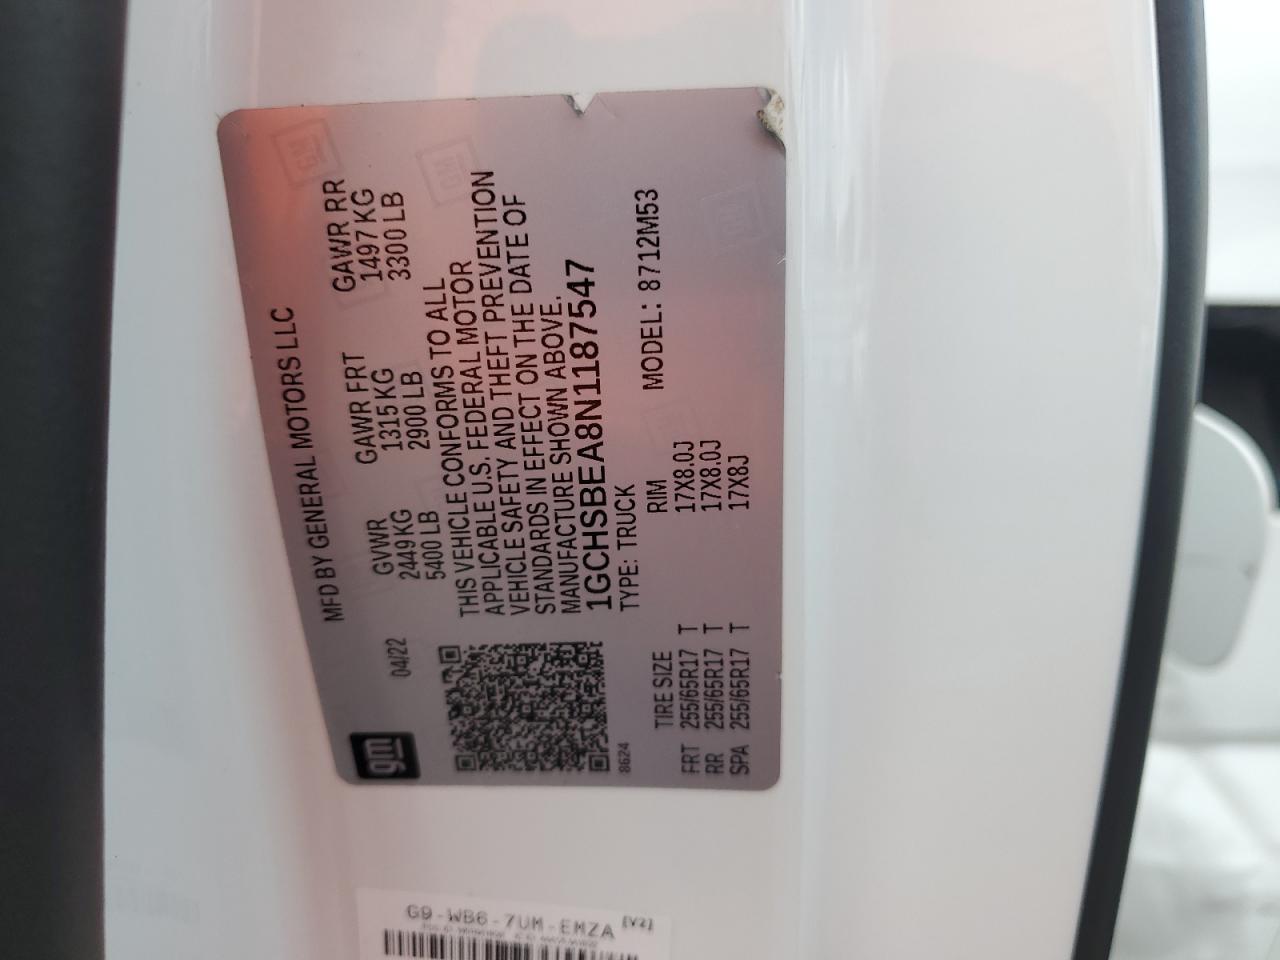 MFD BY GENERAL MOTORS LLC
gm
04/22
GVWR GAWR FRT GAWR RR
2449 KG 1315 KG 1497 KG
5400 LB 2900 LB 3300 LB
THIS VEHICLE CONFORMS TO ALL
APPLICABLE U.S. FEDERAL MOTOR
VEHICLE SAFETY AND THEFT PREVENTION
STANDARDS IN EFFECT ON THE DATE OF
MANUFACTURE SHOWN ABOVE.
1GCHSBEA8N1187547
8624
TYPE: TRUCK
MODEL: 8712M53
TIRE SIZE RIM
FRT 255/65R17 T 17X8.0J
RR 255/65R17 T 17X8.0J
SPA 255/65R17 T 17X8J
G9-WB6-7UM-EMZA [V2]